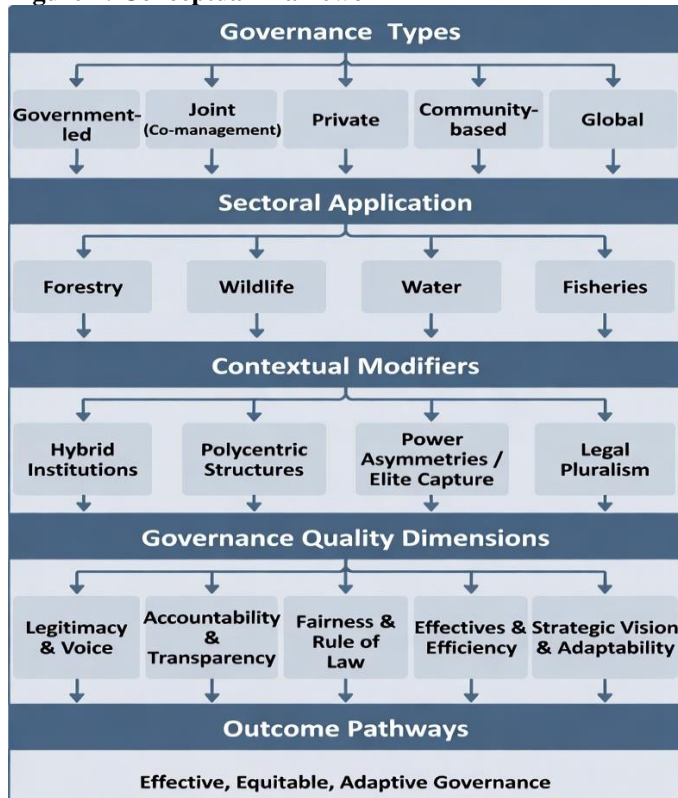 Governance Types
Government-
led
Joint
(Co-management)
Private
Community-
based
Global
Sectoral Application
Forestry
Wildlife
Water
Fisheries
Contextual Modifiers
Hybrid
Institutions
Polycentric
Structures
Power
Asymmetries /
Elite Capture
Legal
Pluralism
Governance Quality Dimensions
Legitimacy
& Voice
Accountability
&
Transparency
Fairness &
Rule of
Law
Effectives &
Efficiency
Strategic Vision
& Adaptability
Outcome Pathways
Effective, Equitable, Adaptive Governance